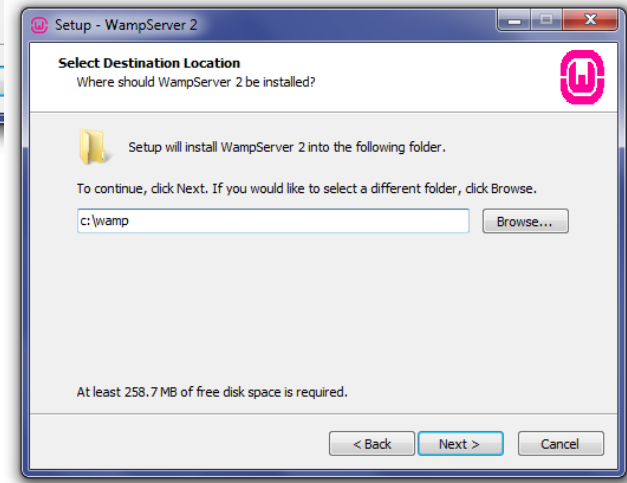 Setup - WampServer 2
Select Destination Location
Where should WampServer 2 be installed?
Setup will install WampServer 2 into the following folder.
To continue, click Next. If you would like to select a different folder, click Browse.
c:\wamp
Browse...
At least 258.7 MB of free disk space is required.
< Back
Next >
Cancel